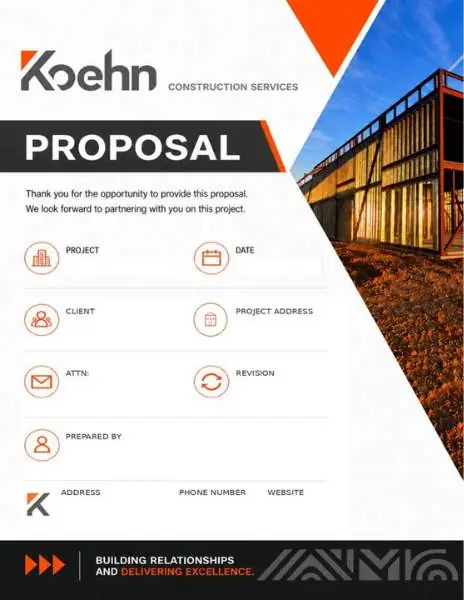 Koehn CONSTRUCTION SERVICES
PROPOSAL
Thank you for the opportunity to provide this proposal.
We look forward to partnering with you on this project.
PROJECT
DATE
CLIENT
PROJECT ADDRESS
ATTN:
REVISION
PREPARED BY
ADDRESS
PHONE NUMBER
WEBSITE
BUILDING RELATIONSHIPS
AND DELIVERING EXCELLENCE.